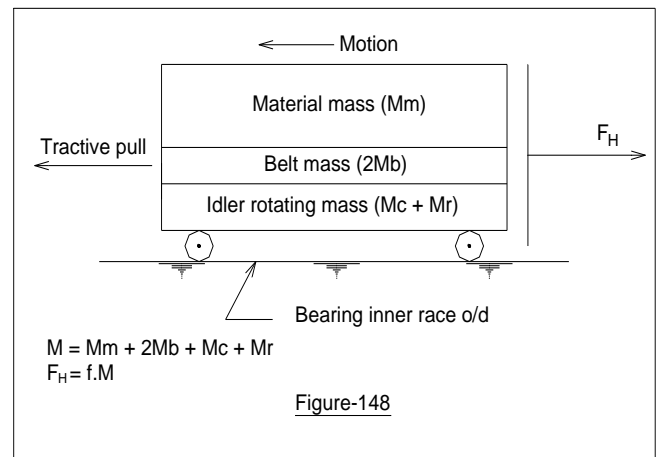 Motion
Material mass (Mm)
Tractive pull
F_H
Belt mass (2Mb)
Idler rotating mass (Mc + Mr)
Bearing inner race o/d
M = Mm + 2Mb + Mc + Mr
F_H = f.M
Figure-148